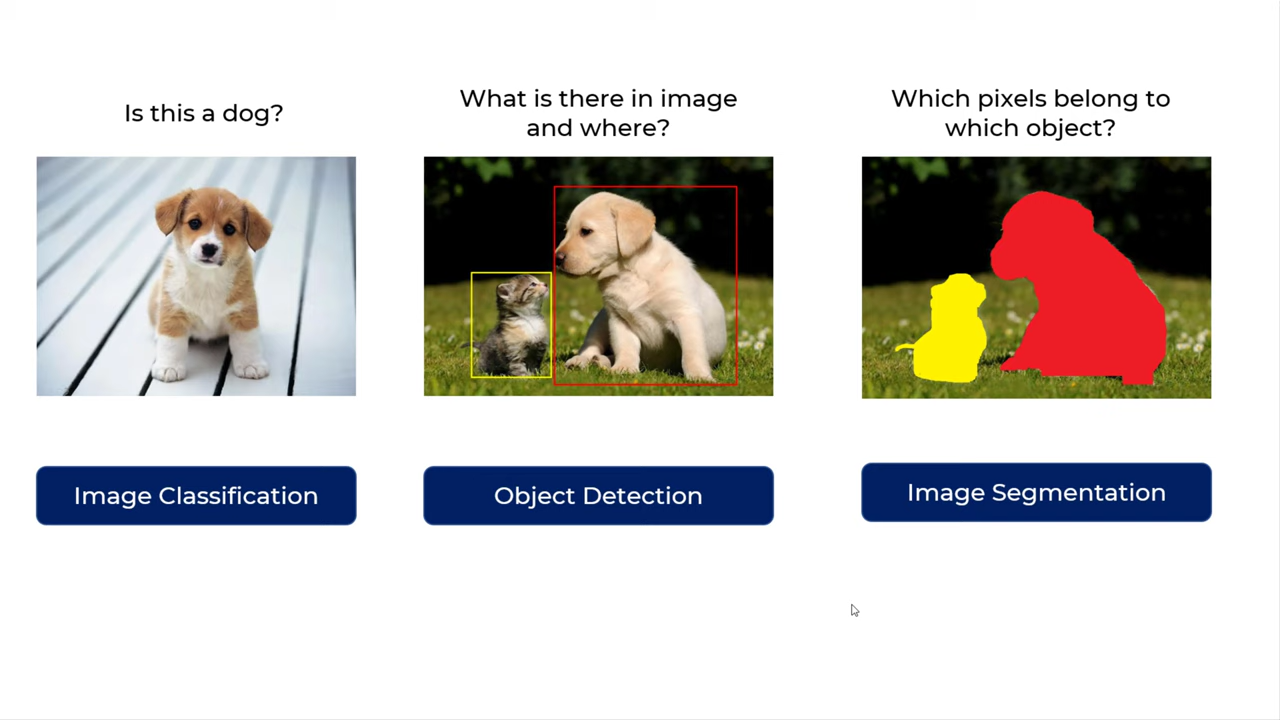 Is this a dog?
What is there in image
and where?
Which pixels belong to
which object?
Image Classification
Object Detection
Image Segmentation